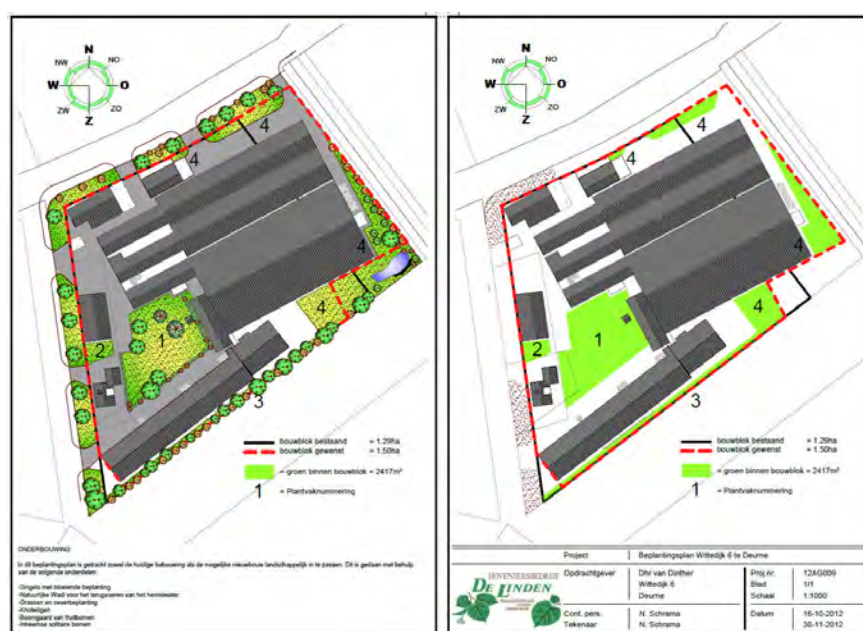 N
NW
NO
W
O
ZW
ZO
Z
4
4
4
4
1
2
3
bouwblok bestaand = 1.29ha
bouwblok gewenst = 1.50ha
= groen binnen bouwblok = 2417m²
1 = Plantvaknummering
ONDERBOUWING
In dit beplantingsplan is getracht zowel de huidige bebouwing als de mogelijke nieuwbouw landschappelijk in te passen. Dit is gedaan met behulp
van de volgende onderdelen:
-Singels met bloeiende beplanting
-Natuurlijke Wadi voor het terugvoeren van het hemelwater
-Grassen en oeverbeplanting
-Knotwilgen
-Boomgaard van fruitbomen
-Inheemse solitaire bomen
N
NW
NO
W
O
ZW
ZO
Z
4
4
4
4
1
2
3
bouwblok bestaand = 1.29ha
bouwblok gewenst = 1.50ha
= groen binnen bouwblok = 2417m²
1 = Plantvaknummering
HOVENIERSBEDRIJF
DE LINDEN
Project Beplantingsplan Wittedijk 6 te Deurne
Opdrachtgever Dhr van Dinther Proj.nr. 12AG009
Wittedijk 6 Blad 1/1
Deurne Schaal 1:1000
Cont. pers. N. Schrama Datum 16-10-2012
Tekenaar N. Schrama 30-11-2012